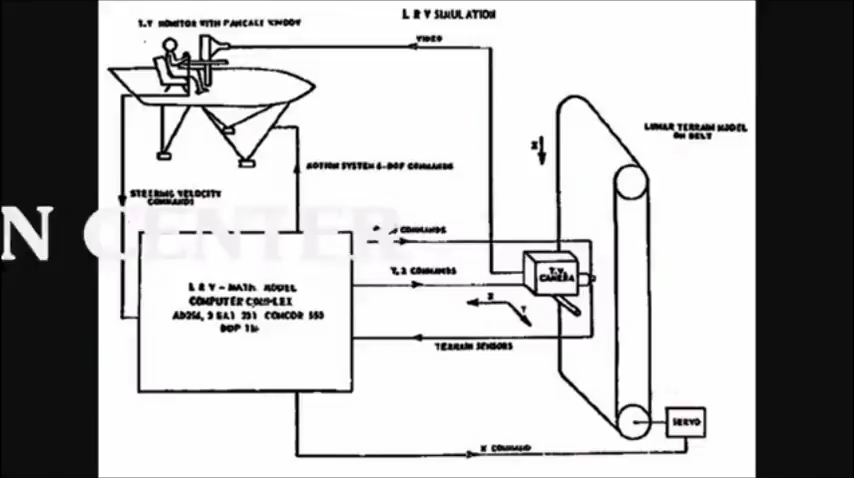 L R V SIMULATION
T.V MONITOR WITH PANCAKE WINDOW
VIDEO
LUNAR TERRAIN MODEL
ON BELT
X
MOTION SYSTEM 6-DOF COMMANDS
STEERING VELOCITY
COMMANDS
N CENTER
COMMANDS
Y, Z COMMANDS
T.V.
CAMERA
L R V - MATH MODEL
COMPUTER COMPLEX
Z
Y
TERRAIN SENSORS
SERVO
X COMMAND